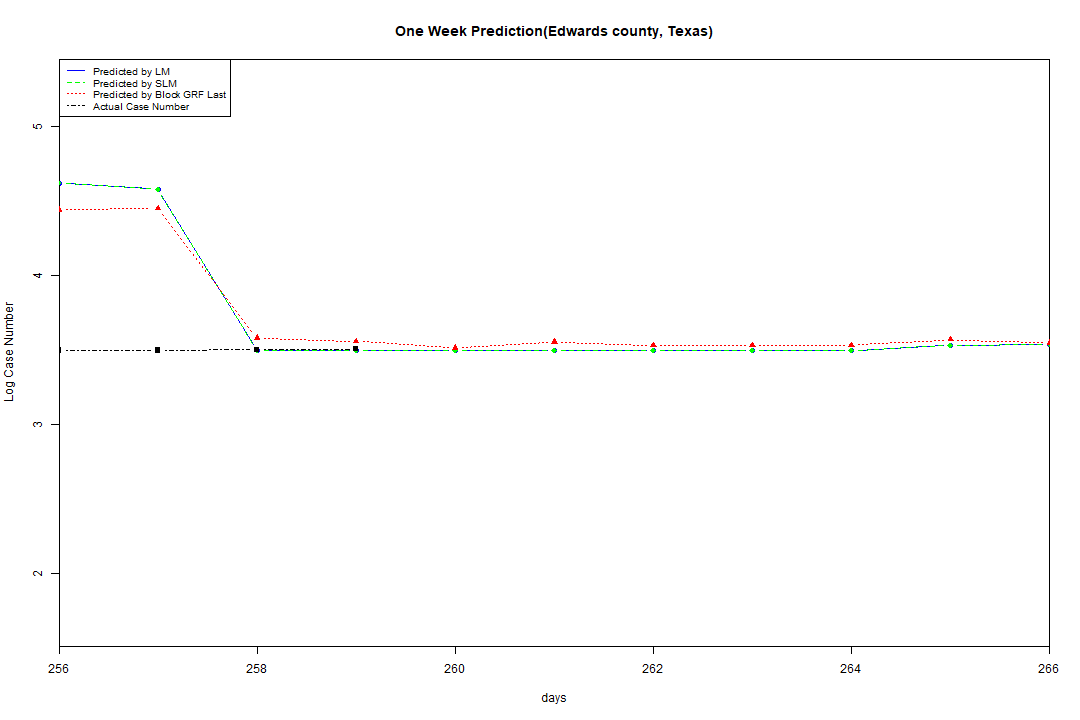 One Week Prediction(Edwards county, Texas)
Predicted by LM
Predicted by SLM
Predicted by Block GRF Last
Actual Case Number
5
4
3
2
Log Case Number
256 258 260 262 264 266
days